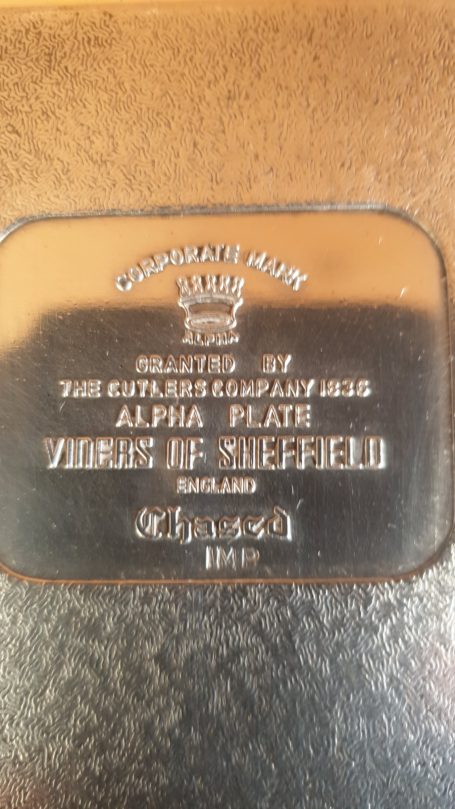 CORPORATE MARK
ALPHA
GRANTED BY
THE CUTLERS COMPANY 1836
ALPHA PLATE
VINERS OF SHEFFIELD
ENGLAND
Chased
IMP